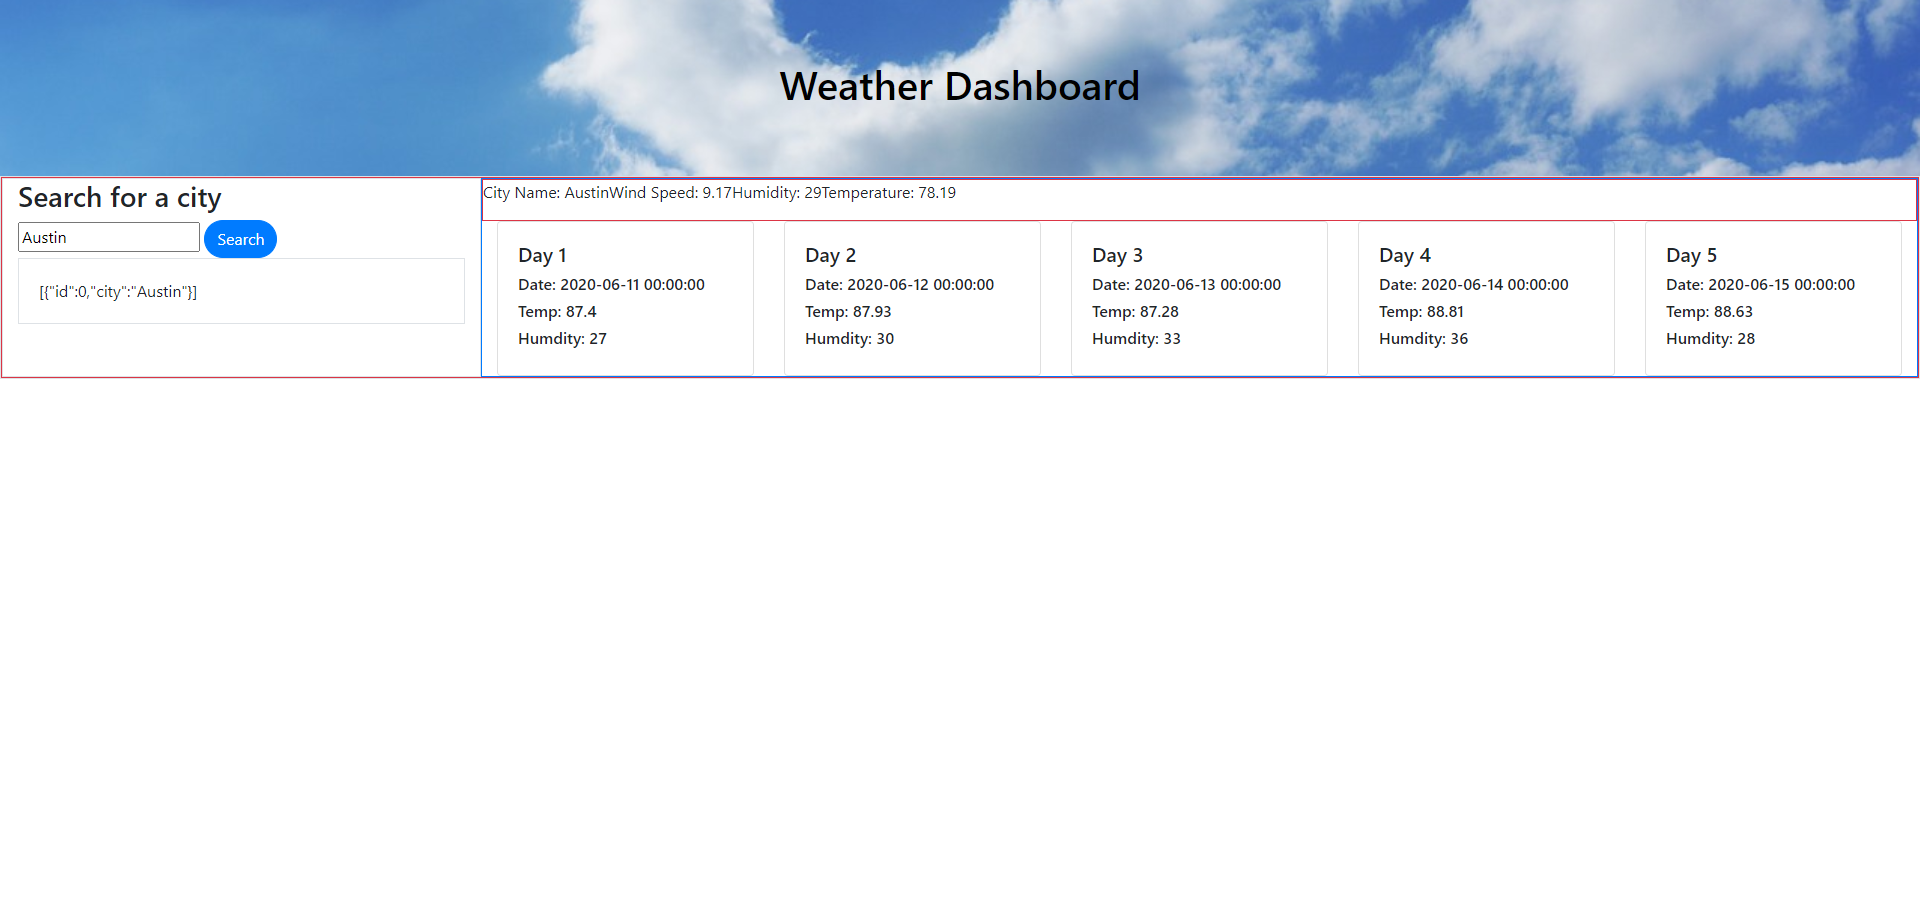 Weather Dashboard
Search for a city
Austin
Search
[{"id":0,"city":"Austin"}]
City Name: AustinWind Speed: 9.17Humidity: 29Temperature: 78.19
Day 1
Date: 2020-06-11 00:00:00
Temp: 87.4
Humdity: 27
Day 2
Date: 2020-06-12 00:00:00
Temp: 87.93
Humdity: 30
Day 3
Date: 2020-06-13 00:00:00
Temp: 87.28
Humdity: 33
Day 4
Date: 2020-06-14 00:00:00
Temp: 88.81
Humdity: 36
Day 5
Date: 2020-06-15 00:00:00
Temp: 88.63
Humdity: 28